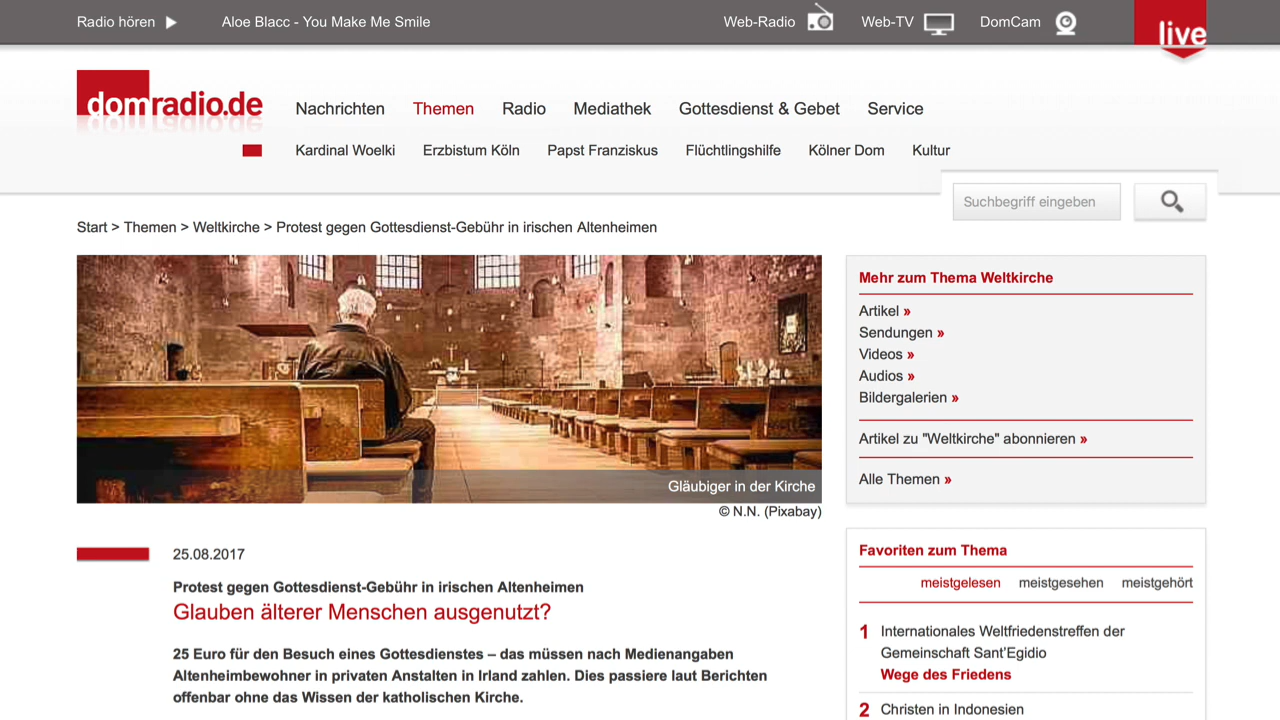 Radio hören
Aloe Blacc - You Make Me Smile
Web-Radio
Web-TV
DomCam
live
domradio.de
Nachrichten
Themen
Radio
Mediathek
Gottesdienst & Gebet
Service
Kardinal Woelki
Erzbistum Köln
Papst Franziskus
Flüchtlingshilfe
Kölner Dom
Kultur
Suchbegriff eingeben
Start > Themen > Weltkirche > Protest gegen Gottesdienst-Gebühr in irischen Altenheimen
Gläubiger in der Kirche
© N.N. (Pixabay)
25.08.2017
Protest gegen Gottesdienst-Gebühr in irischen Altenheimen
Glauben älterer Menschen ausgenutzt?
25 Euro für den Besuch eines Gottesdienstes – das müssen nach Medienangaben
Altenheimbewohner in privaten Anstalten in Irland zahlen. Dies passiere laut Berichten
offenbar ohne das Wissen der katholischen Kirche.
Mehr zum Thema Weltkirche
Artikel »
Sendungen »
Videos »
Audios »
Bildergalerien »
Artikel zu "Weltkirche" abonnieren »
Alle Themen »
Favoriten zum Thema
meistgelesen
meistgesehen
meistgehört
1 Internationales Weltfriedenstreffen der
Gemeinschaft Sant'Egidio
Wege des Friedens
2 Christen in Indonesien